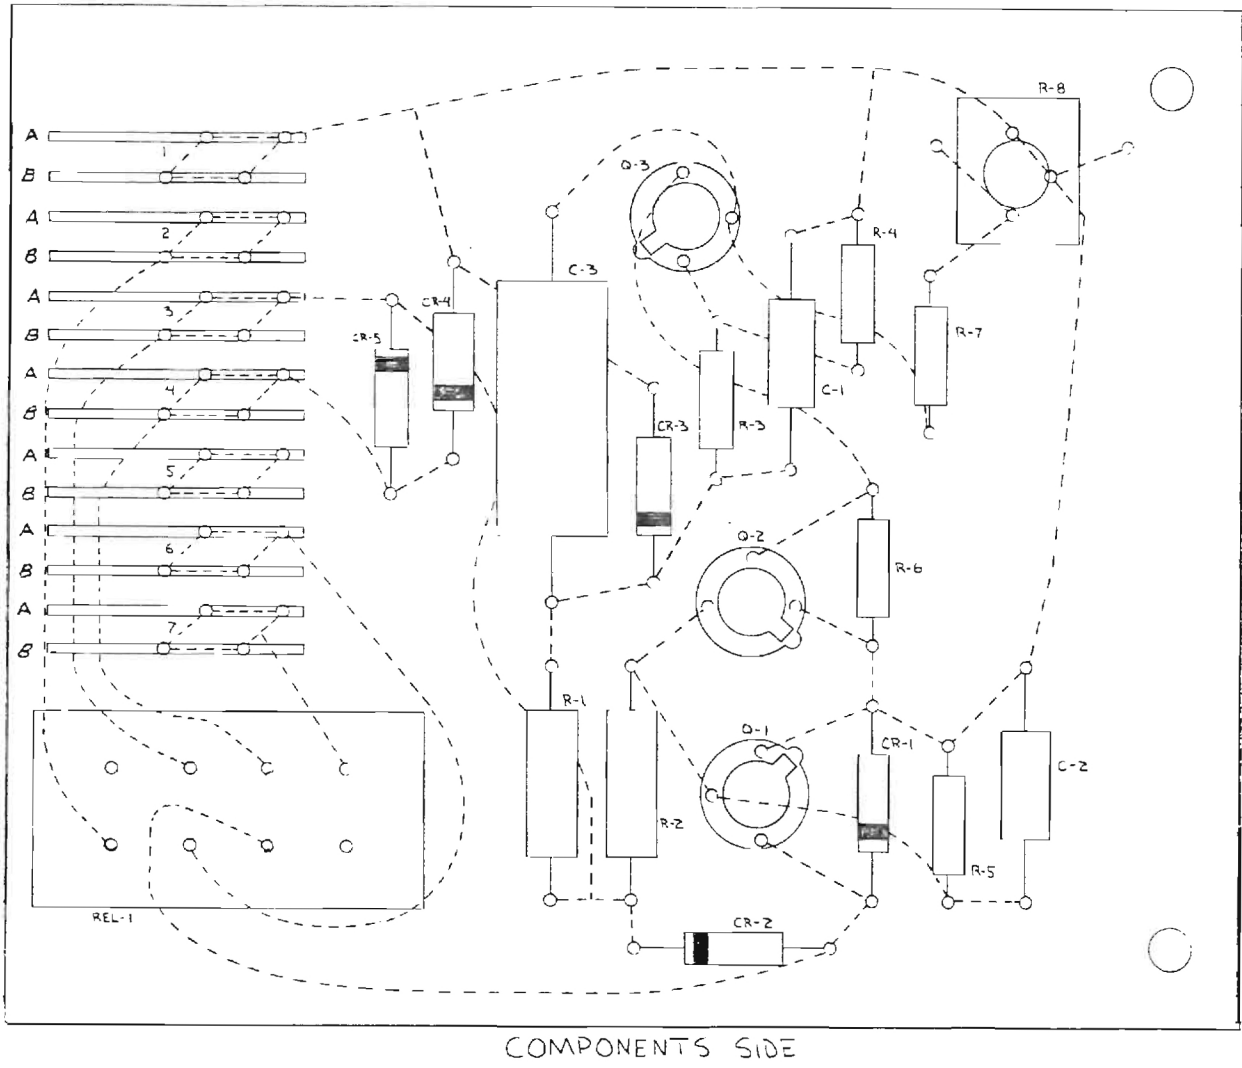 R-8
A
1
B
Q-3
A
2
R-4
B
C-3
A
3
CR-4
B
CR-5
R-7
A
4
C-1
B
CR-3
R-3
A
5
B
A
6
Q-2
B
R-6
A
7
B
R-1
Q-1
CR-1
C-2
R-2
R-5
REL-1
CR-2
COMPONENTS SIDE